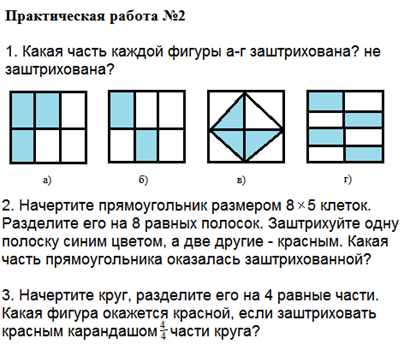 Практическая работа №2
1. Какая часть каждой фигуры а-г заштрихована? не
заштрихована?
а) б) в) г)
2. Начертите прямоугольник размером 8×5 клеток.
Разделите его на 8 равных полосок. Заштрихуйте одну
полоску синим цветом, а две другие - красным. Какая
часть прямоугольника оказалась заштрихованной?
3. Начертите круг, разделите его на 4 равные части.
Какая фигура окажется красной, если заштриховать
красным карандашом 4/4 части круга?